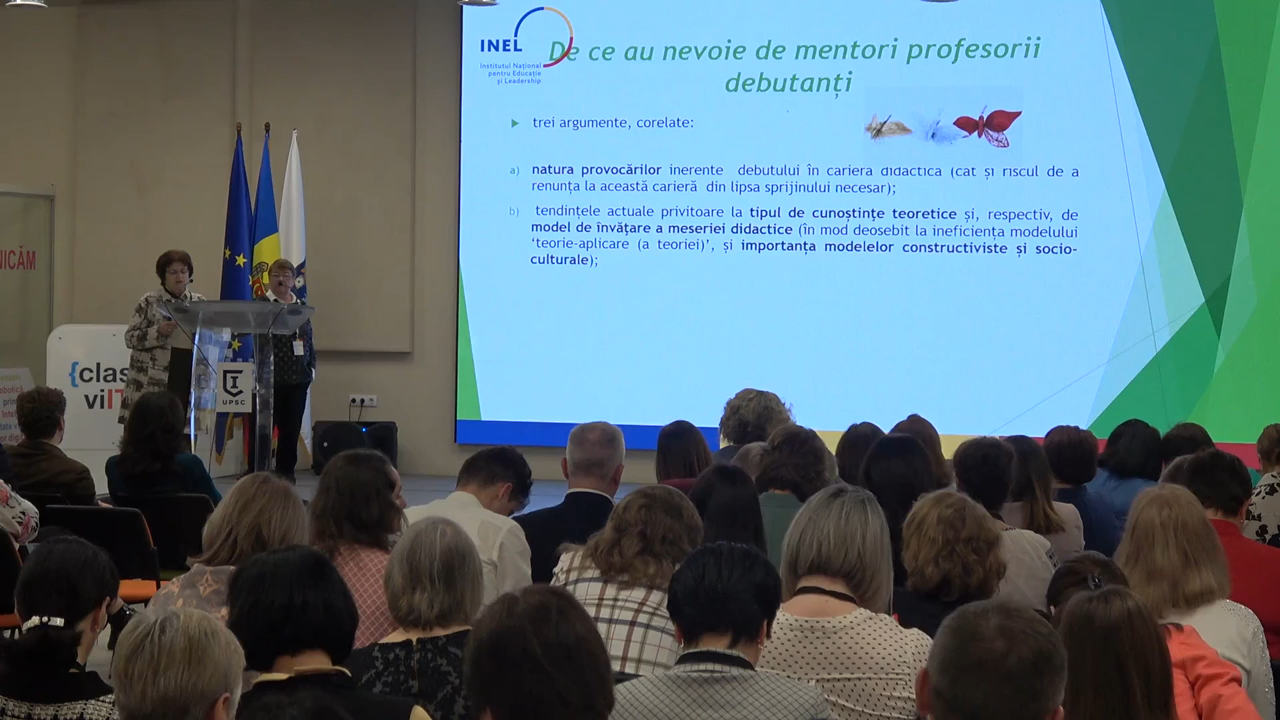 INEL
Institutul Național
pentru Educație
și Leadership
De ce au nevoie de mentori profesorii
debutanți
trei argumente, corelate:
a) natura provocărilor inerente debutului în cariera didactica (cat și riscul de a
renunța la această carieră din lipsa sprijinului necesar);
b) tendințele actuale privitoare la tipul de cunoștințe teoretice și, respectiv, de
model de învățare a meseriei didactice (în mod deosebit la ineficiența modelului
‘teorie-aplicare (a teoriei)’, și importanța modelelor constructiviste și socio-
culturale);
NICĂM
{clas
viIT
UPSC